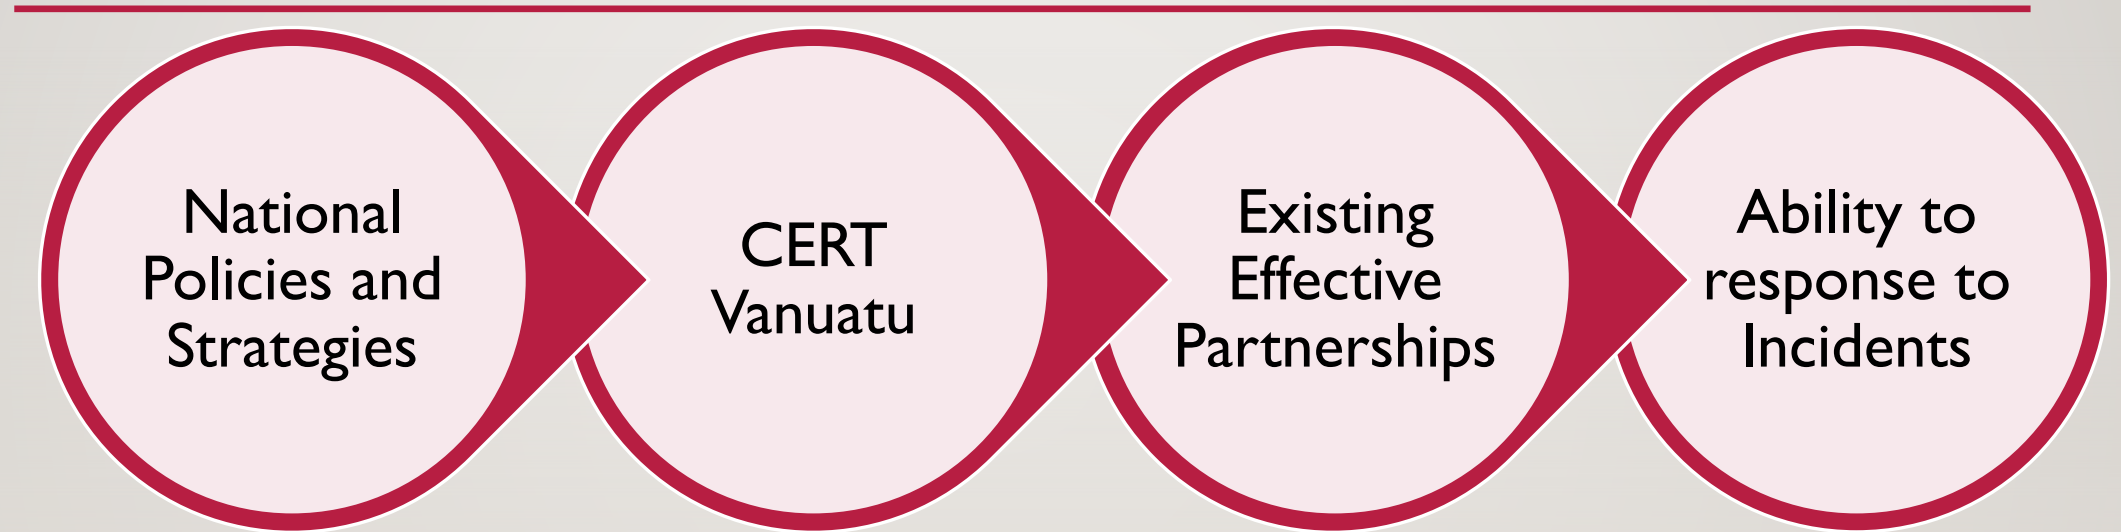 National
Policies and
Strategies
CERT
Vanuatu
Existing
Effective
Partnerships
Ability to
response to
Incidents